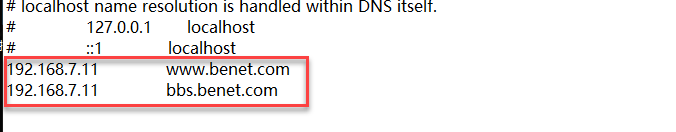 # localhost name resolution is handled within DNS itself.
# 127.0.0.1 localhost
# ::1 localhost
192.168.7.11 www.benet.com
192.168.7.11 bbs.benet.com